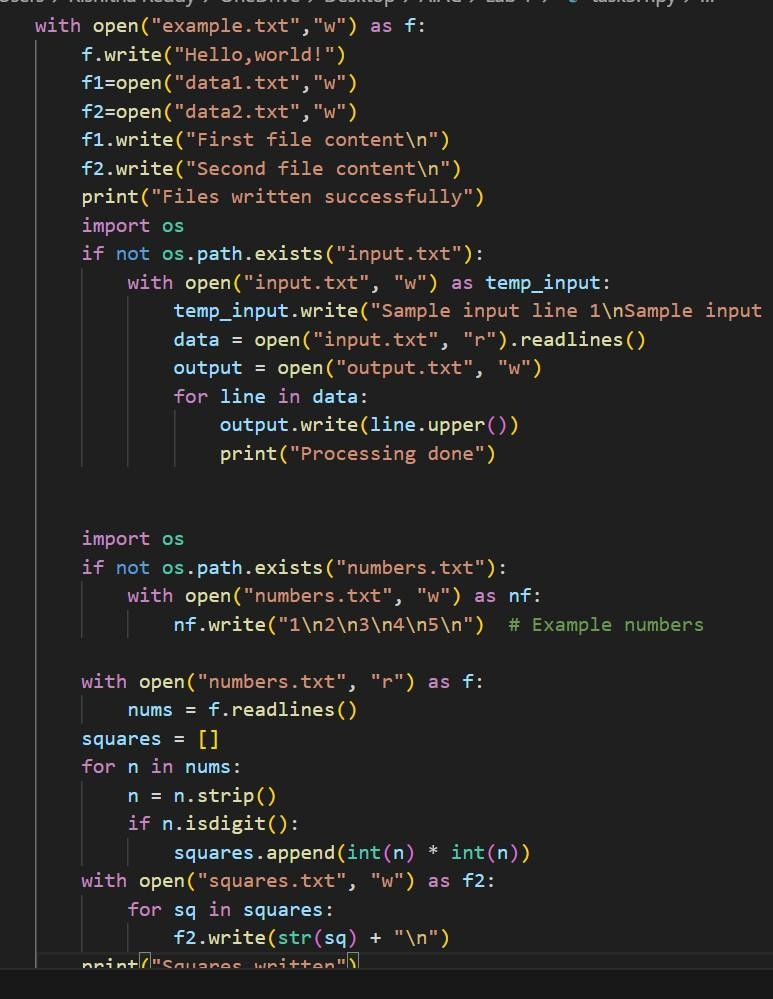 with open("example.txt","w") as f:
    f.write("Hello,world!")
    f1=open("data1.txt","w")
    f2=open("data2.txt","w")
    f1.write("First file content\n")
    f2.write("Second file content\n")
    print("Files written successfully")
    import os
    if not os.path.exists("input.txt"):
        with open("input.txt", "w") as temp_input:
            temp_input.write("Sample input line 1\nSample input
            data = open("input.txt", "r").readlines()
            output = open("output.txt", "w")
            for line in data:
                output.write(line.upper())
                print("Processing done")
    import os
    if not os.path.exists("numbers.txt"):
        with open("numbers.txt", "w") as nf:
            nf.write("1\n2\n3\n4\n5\n")  # Example numbers
    with open("numbers.txt", "r") as f:
        nums = f.readlines()
    squares = []
    for n in nums:
        n = n.strip()
        if n.isdigit():
            squares.append(int(n) * int(n))
    with open("squares.txt", "w") as f2:
        for sq in squares:
            f2.write(str(sq) + "\n")
    print("Squares written")